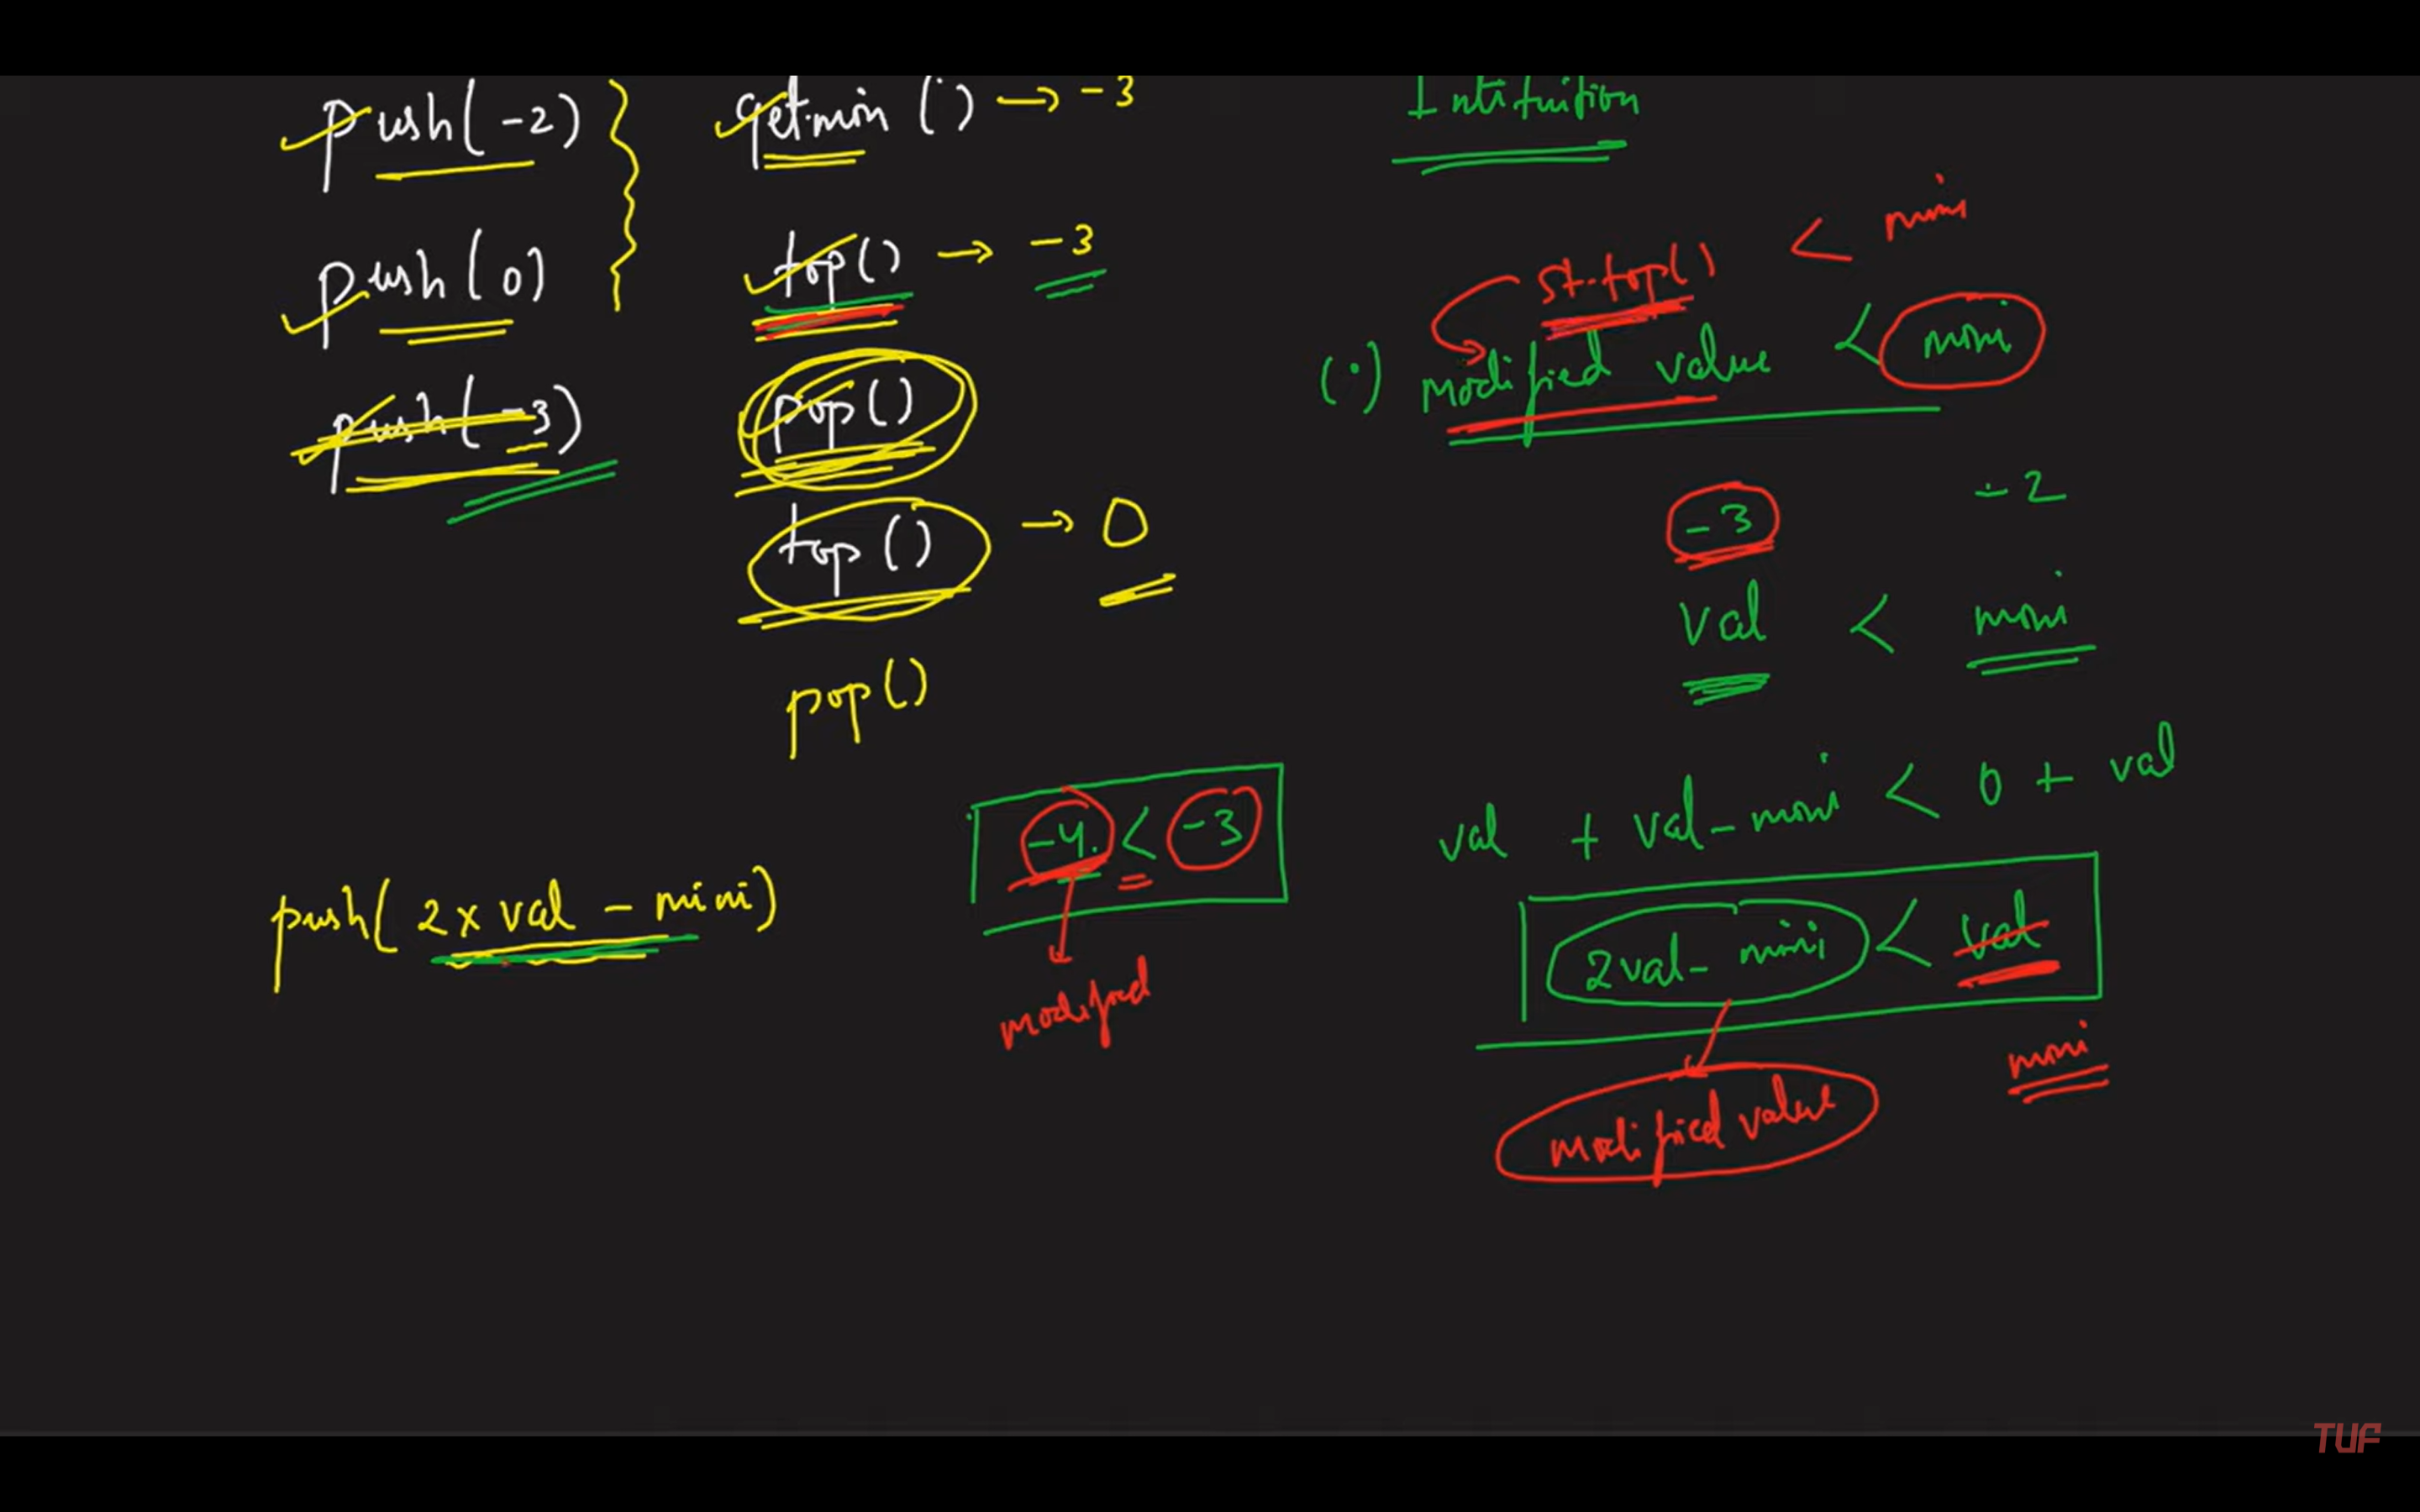 push(-2)
push(0)
push(-3)
getmin() → -3
top() → -3
pop()
top() → 0
pop()
push(2 x val - mini)
-4. < -3
modified
Intituition
st.top() < mini
(·) modified value < mini
-3 -2
val < mini
val + val - mini < 0 + val
2val - mini < val
modified value
mini
TUF